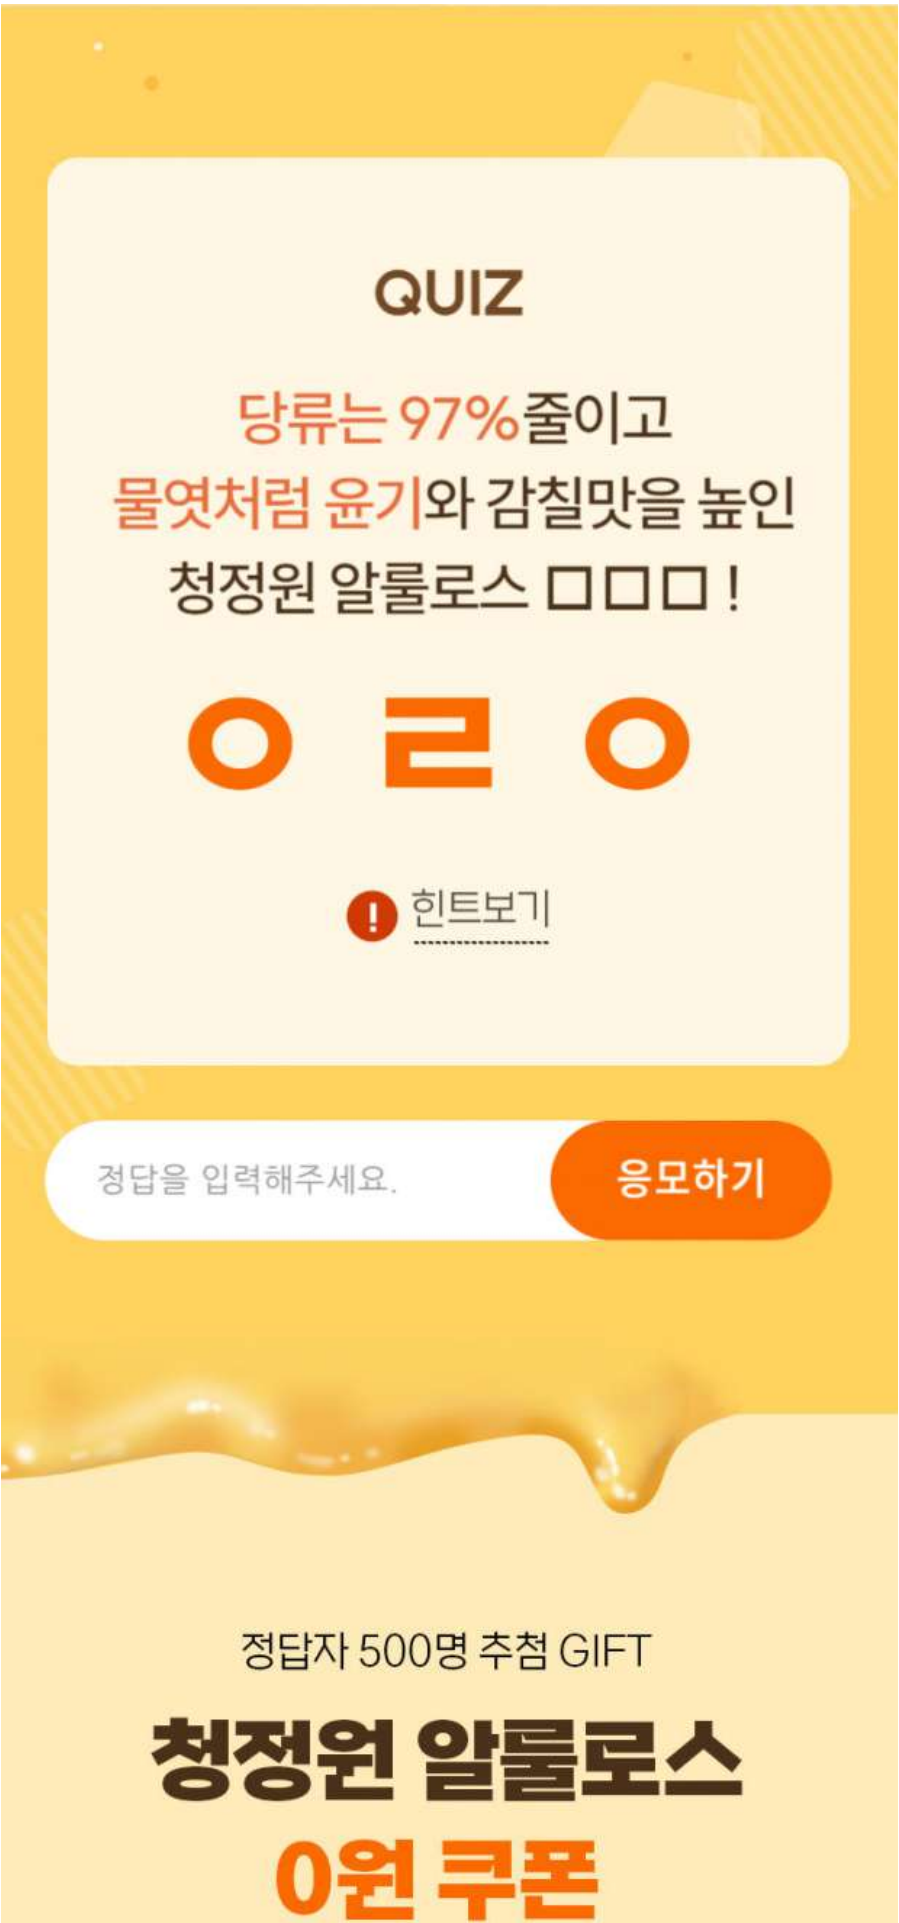 QUIZ
당류는 97% 줄이고
물엿처럼 윤기와 감칠맛을 높인
청정원 알룰로스 □□□ !
ㅇ ㄹ ㅇ
! 힌트보기
정답을 입력해주세요.
응모하기
정답자 500명 추첨 GIFT
청정원 알룰로스
0원 쿠폰